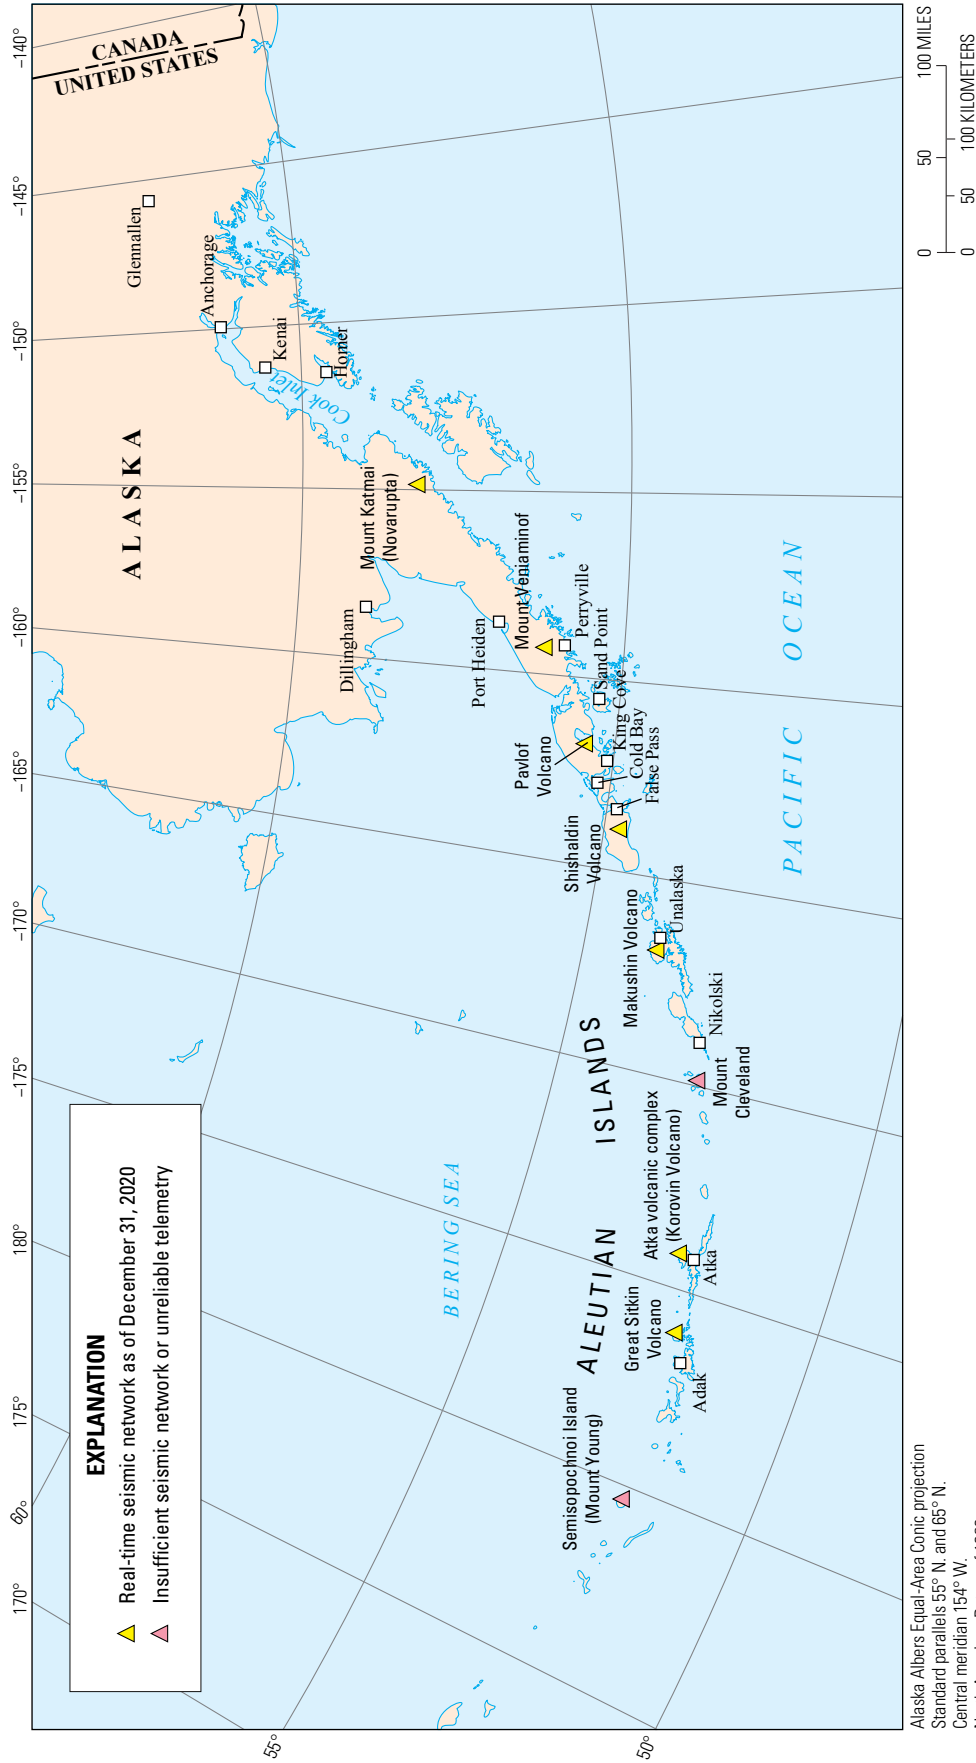 170°
60°
175°
180°
-175°
-170°
-165°
-160°
-155°
-150°
-145°
-140°
55°
50°
EXPLANATION
Real-time seismic network as of December 31, 2020
Insufficient seismic network or unreliable telemetry
CANADA
UNITED STATES
ALASKA
Glennallen
Anchorage
Kenai
Homer
Cook Inlet
Mount Katmai
(Novarupta)
Dillingham
Port Heiden
Mount Veniaminof
Perryville
Sand Point
Pavlof
Volcano
King Cove
Cold Bay
False Pass
Shishaldin
Volcano
Unalaska
Makushin Volcano
Nikolski
Mount
Cleveland
ALEUTIAN ISLANDS
BERING SEA
PACIFIC OCEAN
Atka volcanic complex
(Korovin Volcano)
Atka
Great Sitkin
Volcano
Adak
Semisopochnoi Island
(Mount Young)
0 50 100 MILES
0 50 100 KILOMETERS
Alaska Albers Equal-Area Conic projection
Standard parallels 55° N. and 65° N.
Central meridian 154° W.